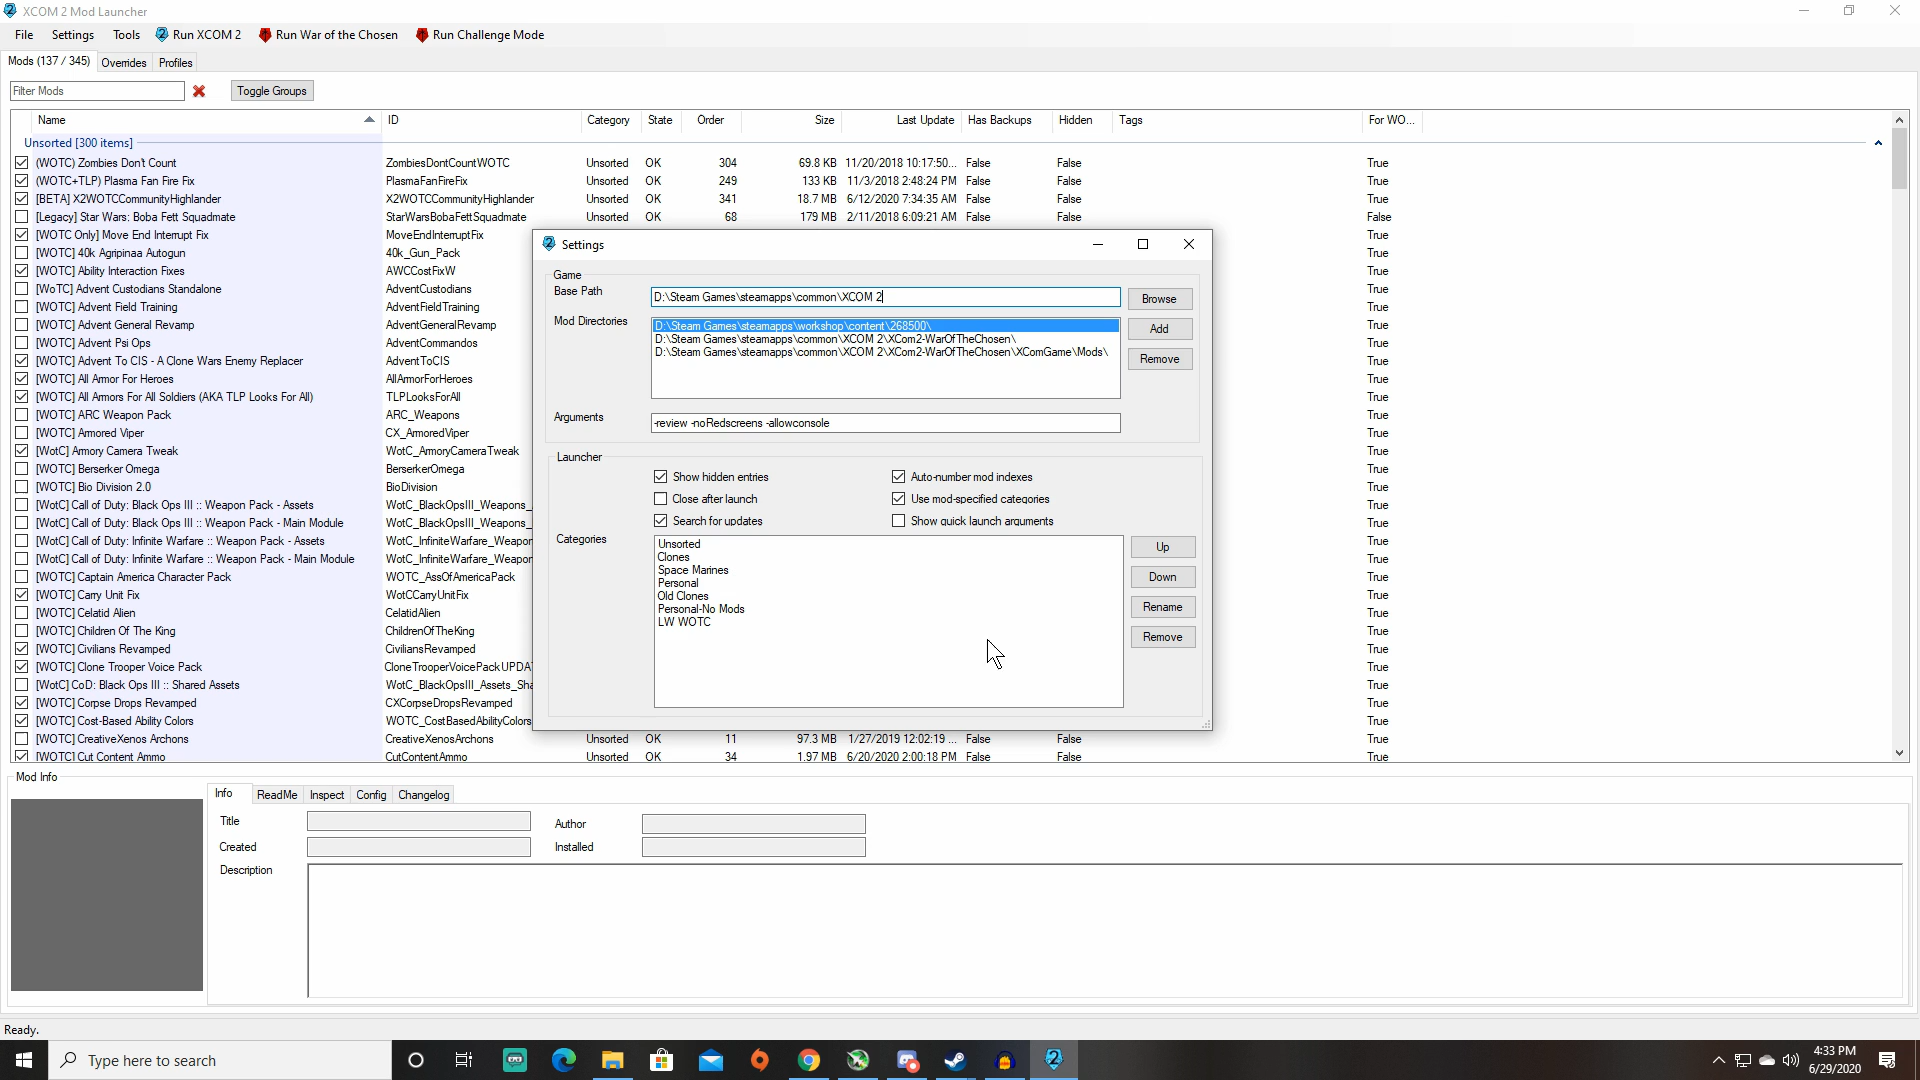 XCOM 2 Mod Launcher
File Settings Tools Run XCOM 2 Run War of the Chosen Run Challenge Mode
Mods (137 / 345) Overrides Profiles
Filter Mods Toggle Groups
Name ID Category State Order Size Last Update Has Backups Hidden Tags For WO...
Unsorted [300 items]
(WOTC) Zombies Don't Count ZombiesDontCountWOTC Unsorted OK 304 69.8 KB 11/20/2018 10:17:50... False False True
(WOTC+TLP) Plasma Fan Fire Fix PlasmaFanFireFix Unsorted OK 249 133 KB 11/3/2018 2:48:24 PM False False True
[BETA] X2WOTCCommunityHighlander X2WOTCCommunityHighlander Unsorted OK 341 18.7 MB 6/12/2020 7:34:35 AM False False True
[Legacy] Star Wars: Boba Fett Squadmate StarWarsBobaFettSquadmate Unsorted OK 68 179 MB 2/11/2018 6:09:21 AM False False False
[WOTC Only] Move End Interrupt Fix MoveEndInterruptFix True
[WOTC] 40k Agripinaa Autogun 40k_Gun_Pack True
[WOTC] Ability Interaction Fixes AWCCostFixW True
[WoTC] Advent Custodians Standalone AdventCustodians True
[WOTC] Advent Field Training AdventFieldTraining True
[WOTC] Advent General Revamp AdventGeneralRevamp True
[WOTC] Advent Psi Ops AdventCommandos True
[WOTC] Advent To CIS - A Clone Wars Enemy Replacer AdventToCIS True
[WOTC] All Armor For Heroes AllArmorForHeroes True
[WOTC] All Armors For All Soldiers (AKA TLP Looks For All) TLPLooksForAll True
[WOTC] ARC Weapon Pack ARC_Weapons True
[WOTC] Armored Viper CX_ArmoredViper True
[WotC] Armory Camera Tweak WotC_ArmoryCameraTweak True
[WOTC] Berserker Omega BerserkerOmega True
[WOTC] Bio Division 2.0 BioDivision True
[WotC] Call of Duty: Black Ops III :: Weapon Pack - Assets WotC_BlackOpsIII_Weapons_ True
[WotC] Call of Duty: Black Ops III :: Weapon Pack - Main Module WotC_BlackOpsIII_Weapons_ True
[WotC] Call of Duty: Infinite Warfare :: Weapon Pack - Assets WotC_InfiniteWarfare_Weapon True
[WotC] Call of Duty: Infinite Warfare :: Weapon Pack - Main Module WotC_InfiniteWarfare_Weapon True
[WOTC] Captain America Character Pack WOTC_AssOfAmericaPack True
[WOTC] Carry Unit Fix WotCCarryUnitFix True
[WOTC] Celatid Alien CelatidAlien True
[WOTC] Children Of The King ChildrenOfTheKing True
[WOTC] Civilians Revamped CiviliansRevamped True
[WOTC] Clone Trooper Voice Pack CloneTrooperVoicePackUPDA True
[WotC] CoD: Black Ops III :: Shared Assets WotC_BlackOpsIII_Assets_Sha True
[WOTC] Corpse Drops Revamped CXCorpseDropsRevamped True
[WOTC] Cost-Based Ability Colors WOTC_CostBasedAbilityColors True
[WOTC] CreativeXenos Archons CreativeXenosArchons Unsorted OK 11 97.3 MB 1/27/2019 12:02:19 ... False False True
[WOTC] Cut Content Ammo CutContentAmmo Unsorted OK 34 1.97 MB 6/20/2020 2:00:18 PM False False True
Settings
Game
Base Path D:\Steam Games\steamapps\common\XCOM 2 Browse
Mod Directories D:\Steam Games\steamapps\workshop\content\268500\ Add
D:\Steam Games\steamapps\common\XCOM 2\XCom2-WarOfTheChosen\
D:\Steam Games\steamapps\common\XCOM 2\XCom2-WarOfTheChosen\XComGame\Mods\ Remove
Arguments -review -noRedscreens -allowconsole
Launcher
Show hidden entries Auto-number mod indexes
Close after launch Use mod-specified categories
Search for updates Show quick launch arguments
Categories Unsorted Up
Clones
Space Marines Down
Personal
Old Clones Rename
Personal-No Mods
LW WOTC Remove
Mod Info
Info ReadMe Inspect Config Changelog
Title Author
Created Installed
Description
Ready.
Type here to search
4:33 PM
6/29/2020